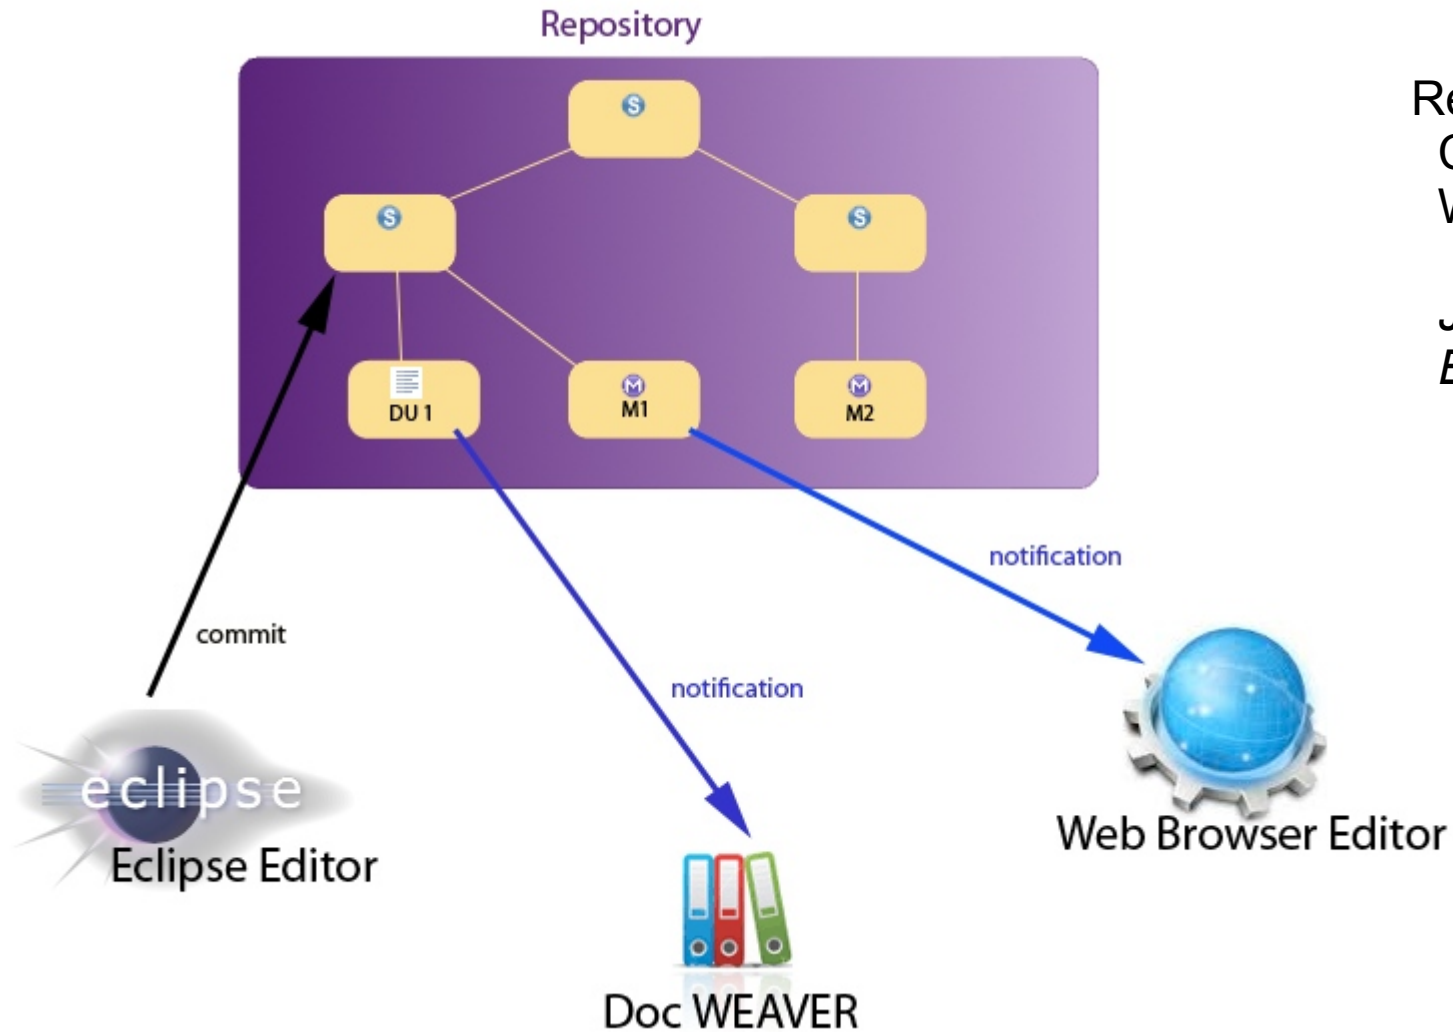 Repository
S
S
S
DU 1
M
M1
M
M2
commit
notification
notification
eclipse
Eclipse Editor
Web Browser Editor
Doc WEAVER